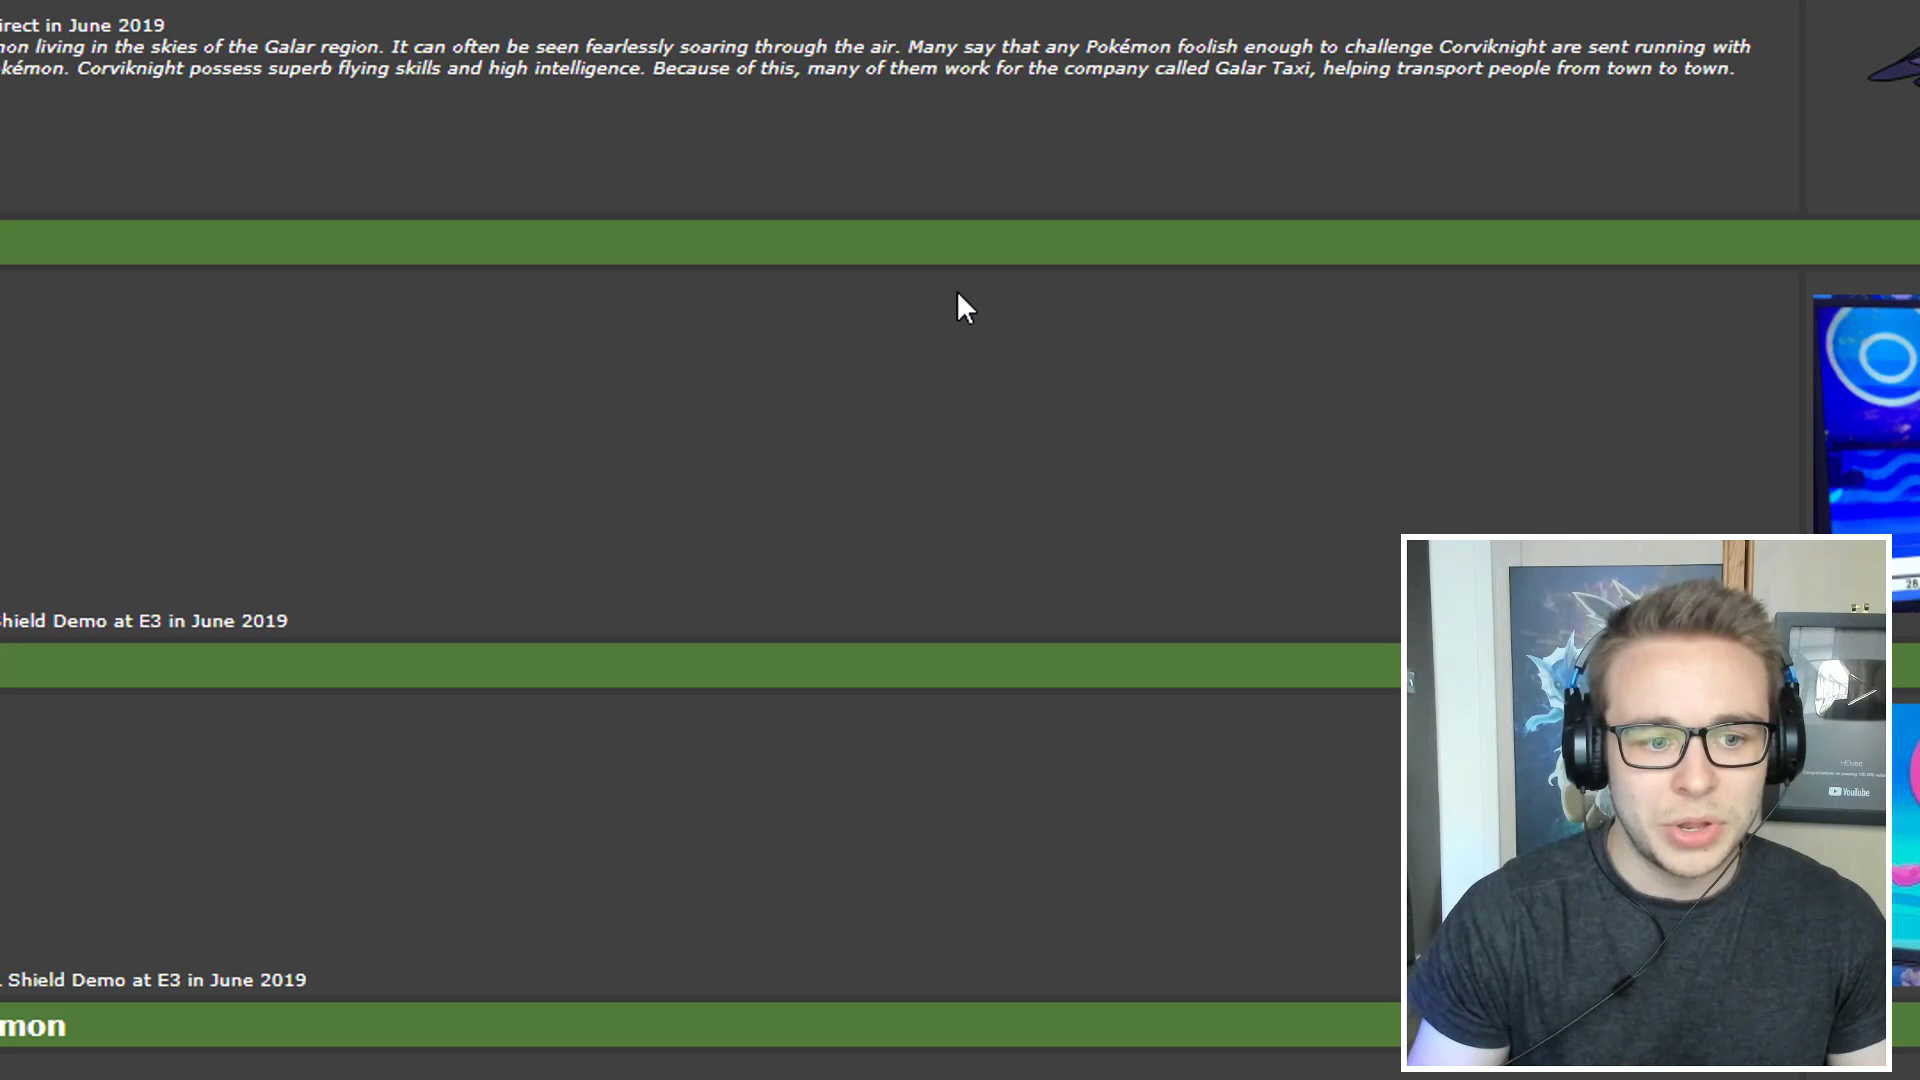 irect in June 2019
non living in the skies of the Galar region. It can often be seen fearlessly soaring through the air. Many say that any Pokémon foolish enough to challenge Corviknight are sent running with
kémon. Corviknight possess superb flying skills and high intelligence. Because of this, many of them work for the company called Galar Taxi, helping transport people from town to town.
28
Shield Demo at E3 in June 2019
HDvee
YouTube
Shield Demo at E3 in June 2019
mon